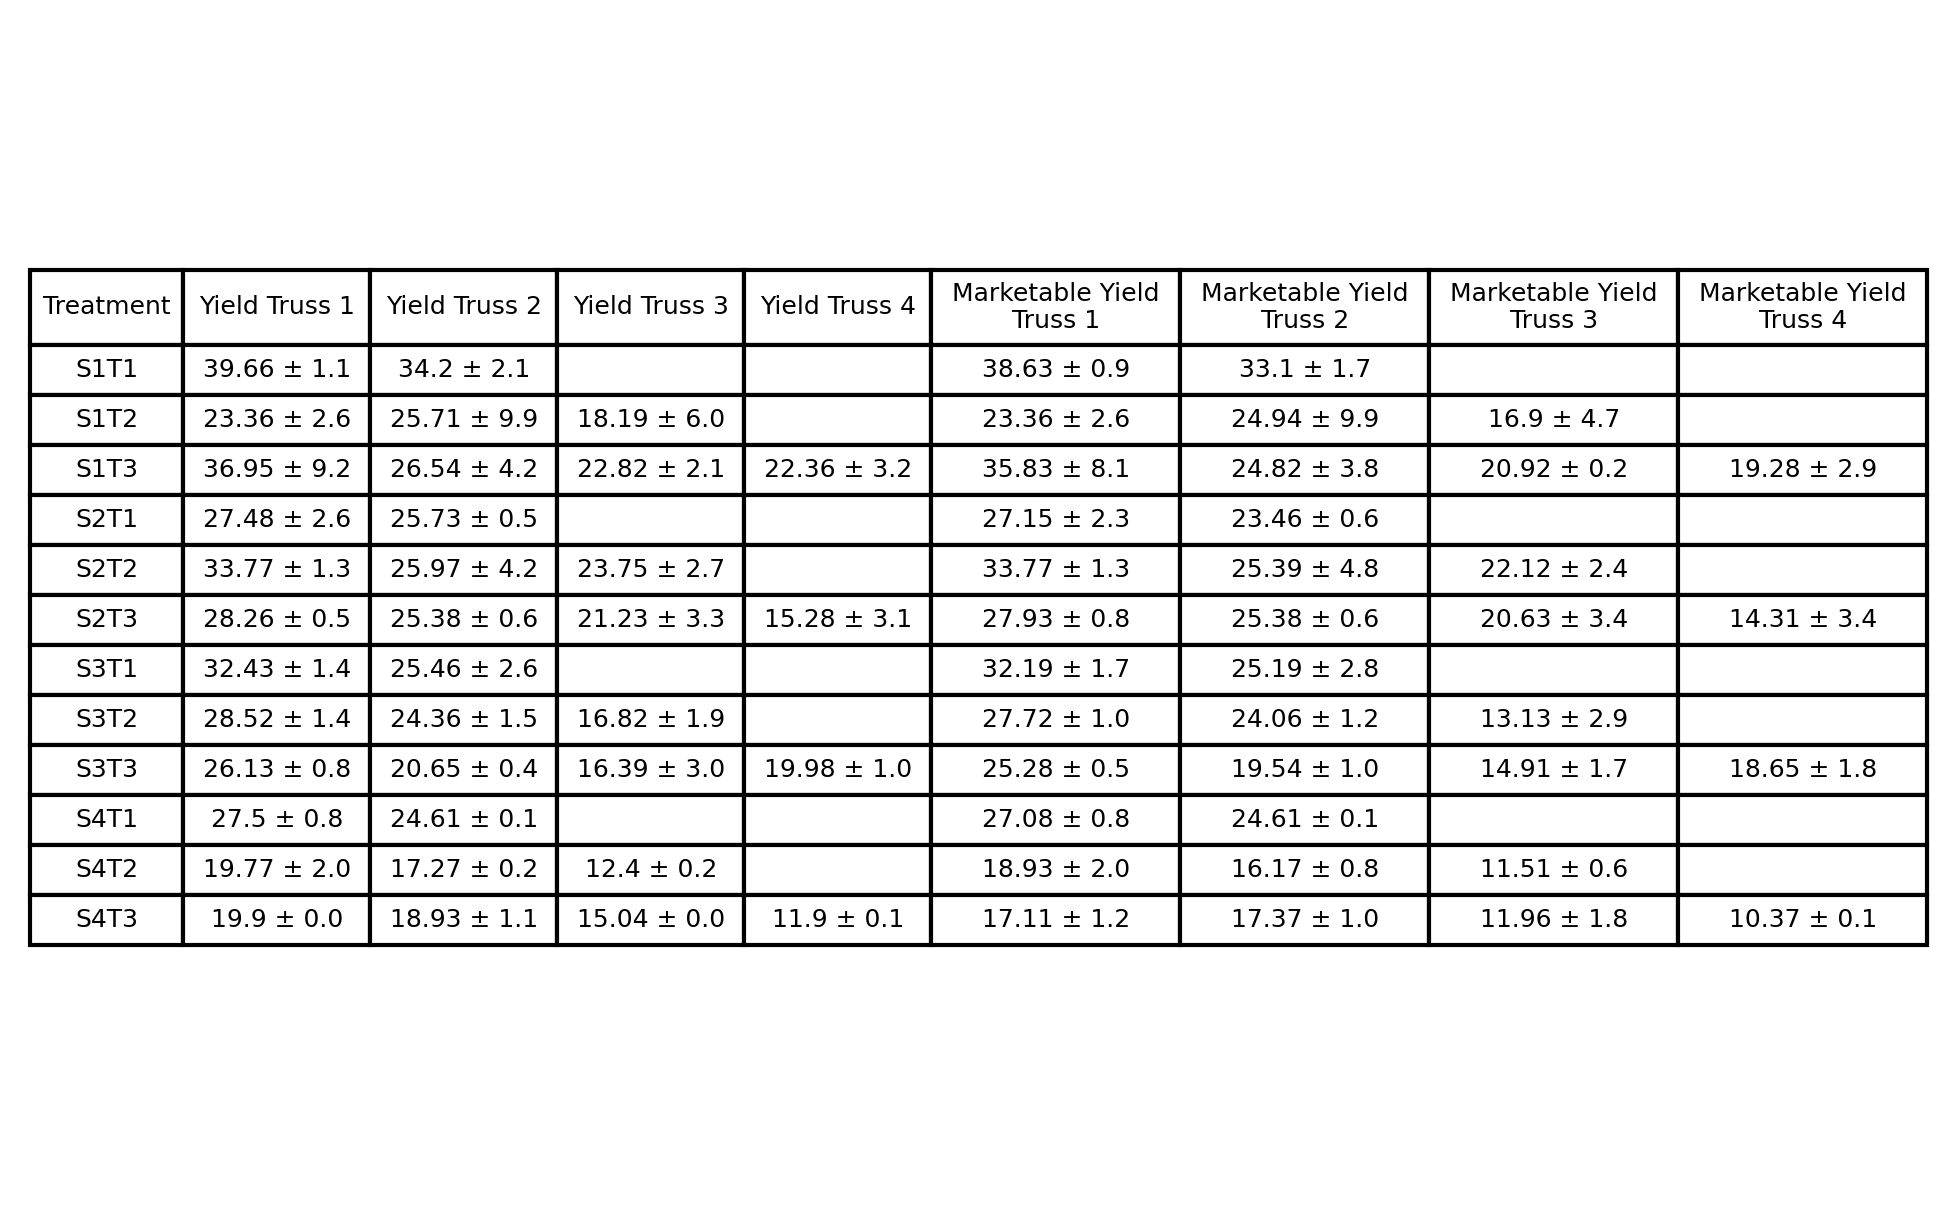 Treatment Yield Truss 1 Yield Truss 2 Yield Truss 3 Yield Truss 4 Marketable Yield Truss 1 Marketable Yield Truss 2 Marketable Yield Truss 3 Marketable Yield Truss 4
S1T1 39.66 ± 1.1 34.2 ± 2.1 38.63 ± 0.9 33.1 ± 1.7
S1T2 23.36 ± 2.6 25.71 ± 9.9 18.19 ± 6.0 23.36 ± 2.6 24.94 ± 9.9 16.9 ± 4.7
S1T3 36.95 ± 9.2 26.54 ± 4.2 22.82 ± 2.1 22.36 ± 3.2 35.83 ± 8.1 24.82 ± 3.8 20.92 ± 0.2 19.28 ± 2.9
S2T1 27.48 ± 2.6 25.73 ± 0.5 27.15 ± 2.3 23.46 ± 0.6
S2T2 33.77 ± 1.3 25.97 ± 4.2 23.75 ± 2.7 33.77 ± 1.3 25.39 ± 4.8 22.12 ± 2.4
S2T3 28.26 ± 0.5 25.38 ± 0.6 21.23 ± 3.3 15.28 ± 3.1 27.93 ± 0.8 25.38 ± 0.6 20.63 ± 3.4 14.31 ± 3.4
S3T1 32.43 ± 1.4 25.46 ± 2.6 32.19 ± 1.7 25.19 ± 2.8
S3T2 28.52 ± 1.4 24.36 ± 1.5 16.82 ± 1.9 27.72 ± 1.0 24.06 ± 1.2 13.13 ± 2.9
S3T3 26.13 ± 0.8 20.65 ± 0.4 16.39 ± 3.0 19.98 ± 1.0 25.28 ± 0.5 19.54 ± 1.0 14.91 ± 1.7 18.65 ± 1.8
S4T1 27.5 ± 0.8 24.61 ± 0.1 27.08 ± 0.8 24.61 ± 0.1
S4T2 19.77 ± 2.0 17.27 ± 0.2 12.4 ± 0.2 18.93 ± 2.0 16.17 ± 0.8 11.51 ± 0.6
S4T3 19.9 ± 0.0 18.93 ± 1.1 15.04 ± 0.0 11.9 ± 0.1 17.11 ± 1.2 17.37 ± 1.0 11.96 ± 1.8 10.37 ± 0.1